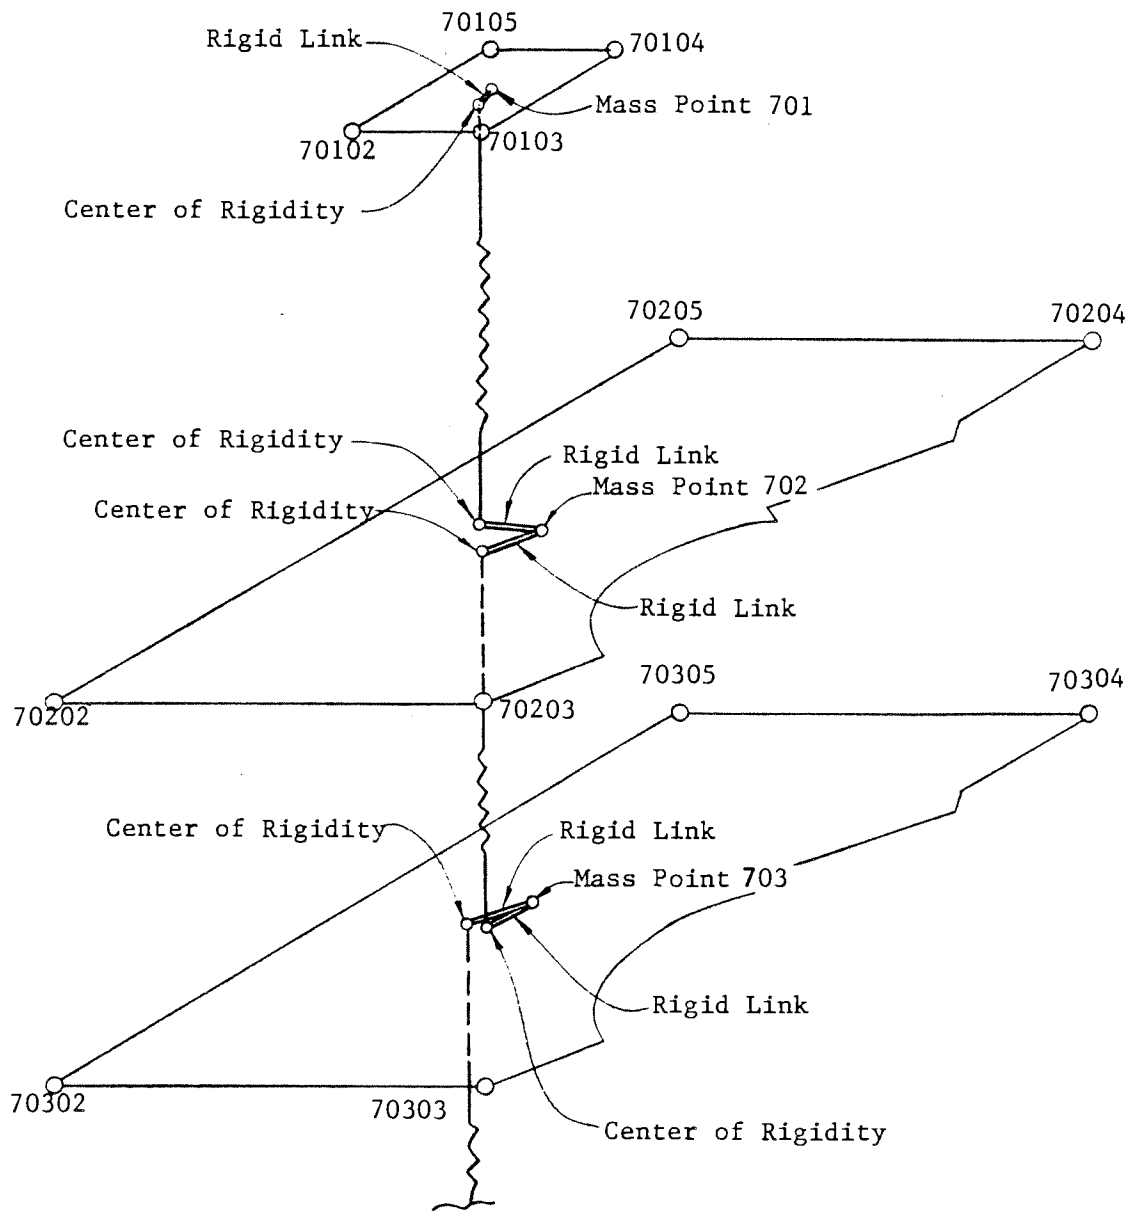 70105
Rigid Link
70104
Mass Point 701
70102
70103
Center of Rigidity
70205
70204
Center of Rigidity
Rigid Link
Mass Point 702
Center of Rigidity
Rigid Link
70202
70203
70305
70304
Center of Rigidity
Rigid Link
Mass Point 703
Rigid Link
70302
70303
Center of Rigidity